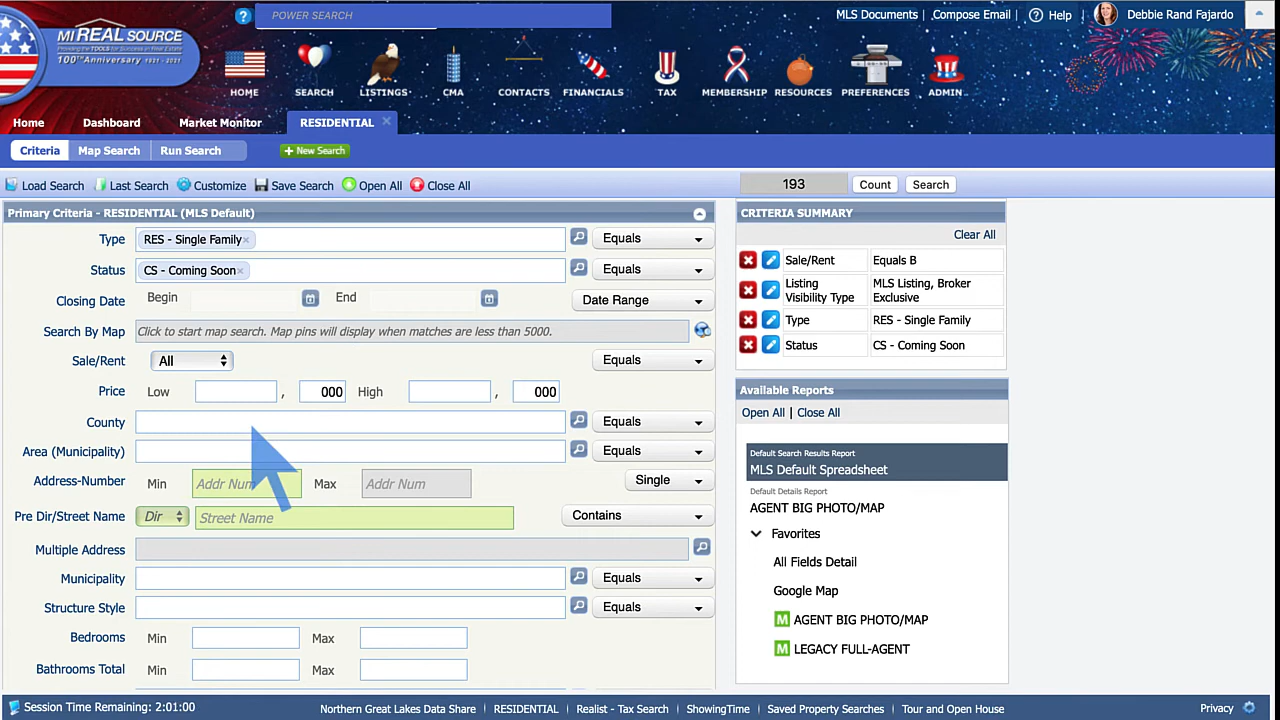 POWER SEARCH
MLS Documents | Compose Email | Help Debbie Rand Fajardo
MI REAL SOURCE
Providing the TOOLS for Success in Real Estate
100th Anniversary 1921 - 2021
HOME SEARCH LISTINGS CMA CONTACTS FINANCIALS TAX MEMBERSHIP RESOURCES PREFERENCES ADMIN
Home Dashboard Market Monitor RESIDENTIAL
Criteria Map Search Run Search New Search
Load Search Last Search Customize Save Search Open All Close All 193 Count Search
Primary Criteria - RESIDENTIAL (MLS Default)
Type RES - Single Family × Equals
Status CS - Coming Soon × Equals
Closing Date Begin End Date Range
Search By Map Click to start map search. Map pins will display when matches are less than 5000.
Sale/Rent All Equals
Price Low , 000 High , 000
County Equals
Area (Municipality) Equals
Address-Number Min Addr Num Max Addr Num Single
Pre Dir/Street Name Dir Street Name Contains
Multiple Address
Municipality Equals
Structure Style Equals
Bedrooms Min Max
Bathrooms Total Min Max
CRITERIA SUMMARY
Clear All
Sale/Rent Equals B
Listing Visibility Type MLS Listing, Broker Exclusive
Type RES - Single Family
Status CS - Coming Soon
Available Reports
Open All | Close All
Default Search Results Report
MLS Default Spreadsheet
Default Details Report
AGENT BIG PHOTO/MAP
Favorites
All Fields Detail
Google Map
M AGENT BIG PHOTO/MAP
M LEGACY FULL-AGENT
Session Time Remaining: 2:01:00 Northern Great Lakes Data Share | RESIDENTIAL | Realist - Tax Search | ShowingTime | Saved Property Searches | Tour and Open House Privacy